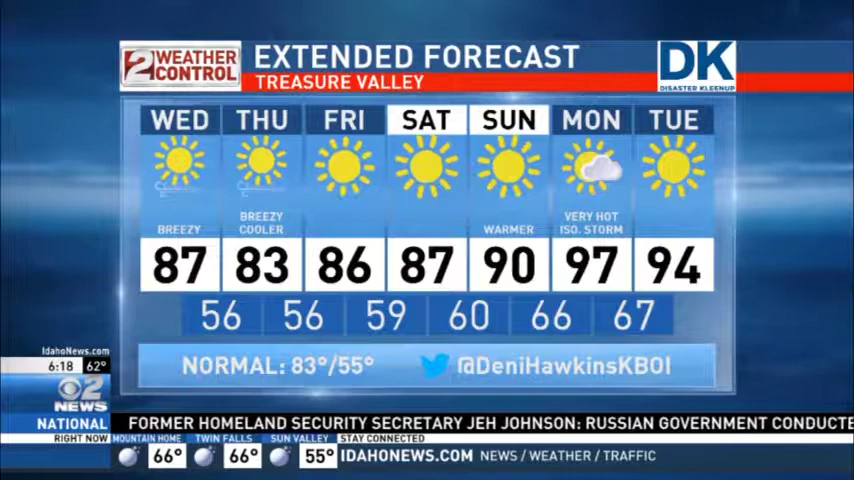 2 WEATHER CONTROL
EXTENDED FORECAST
TREASURE VALLEY
DK
DISASTER KLEENUP
WED THU FRI SAT SUN MON TUE
BREEZY
BREEZY COOLER
WARMER
VERY HOT ISO. STORM
87 83 86 87 90 97 94
56 56 59 60 66 67
NORMAL: 83°/55° @DeniHawkinsKBOI
IdahoNews.com
6:18 62°
2
NEWS
NATIONAL FORMER HOMELAND SECURITY SECRETARY JEH JOHNSON: RUSSIAN GOVERNMENT CONDUCTE
RIGHT NOW MOUNTAIN HOME TWIN FALLS SUN VALLEY STAY CONNECTED
66° 66° 55° IDAHONEWS.COM NEWS / WEATHER / TRAFFIC